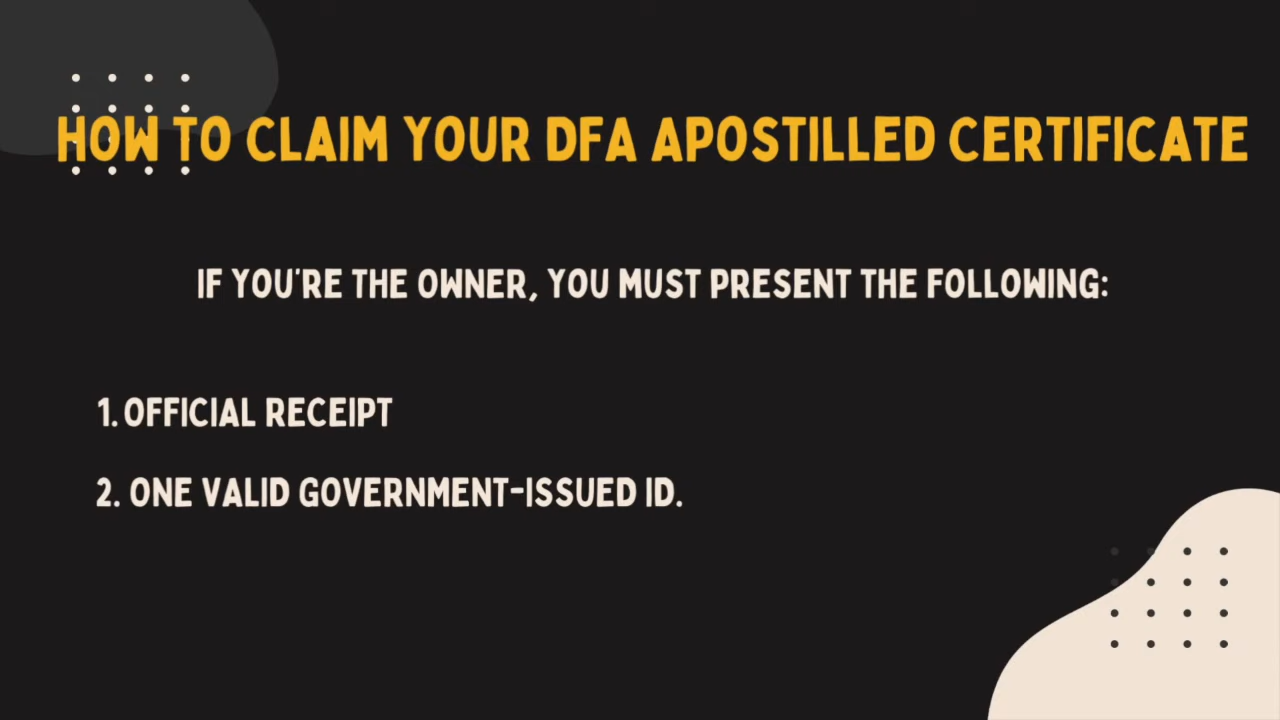 HOW TO CLAIM YOUR DFA APOSTILLED CERTIFICATE
IF YOU'RE THE OWNER, YOU MUST PRESENT THE FOLLOWING:
1. OFFICIAL RECEIPT
2. ONE VALID GOVERNMENT-ISSUED ID.